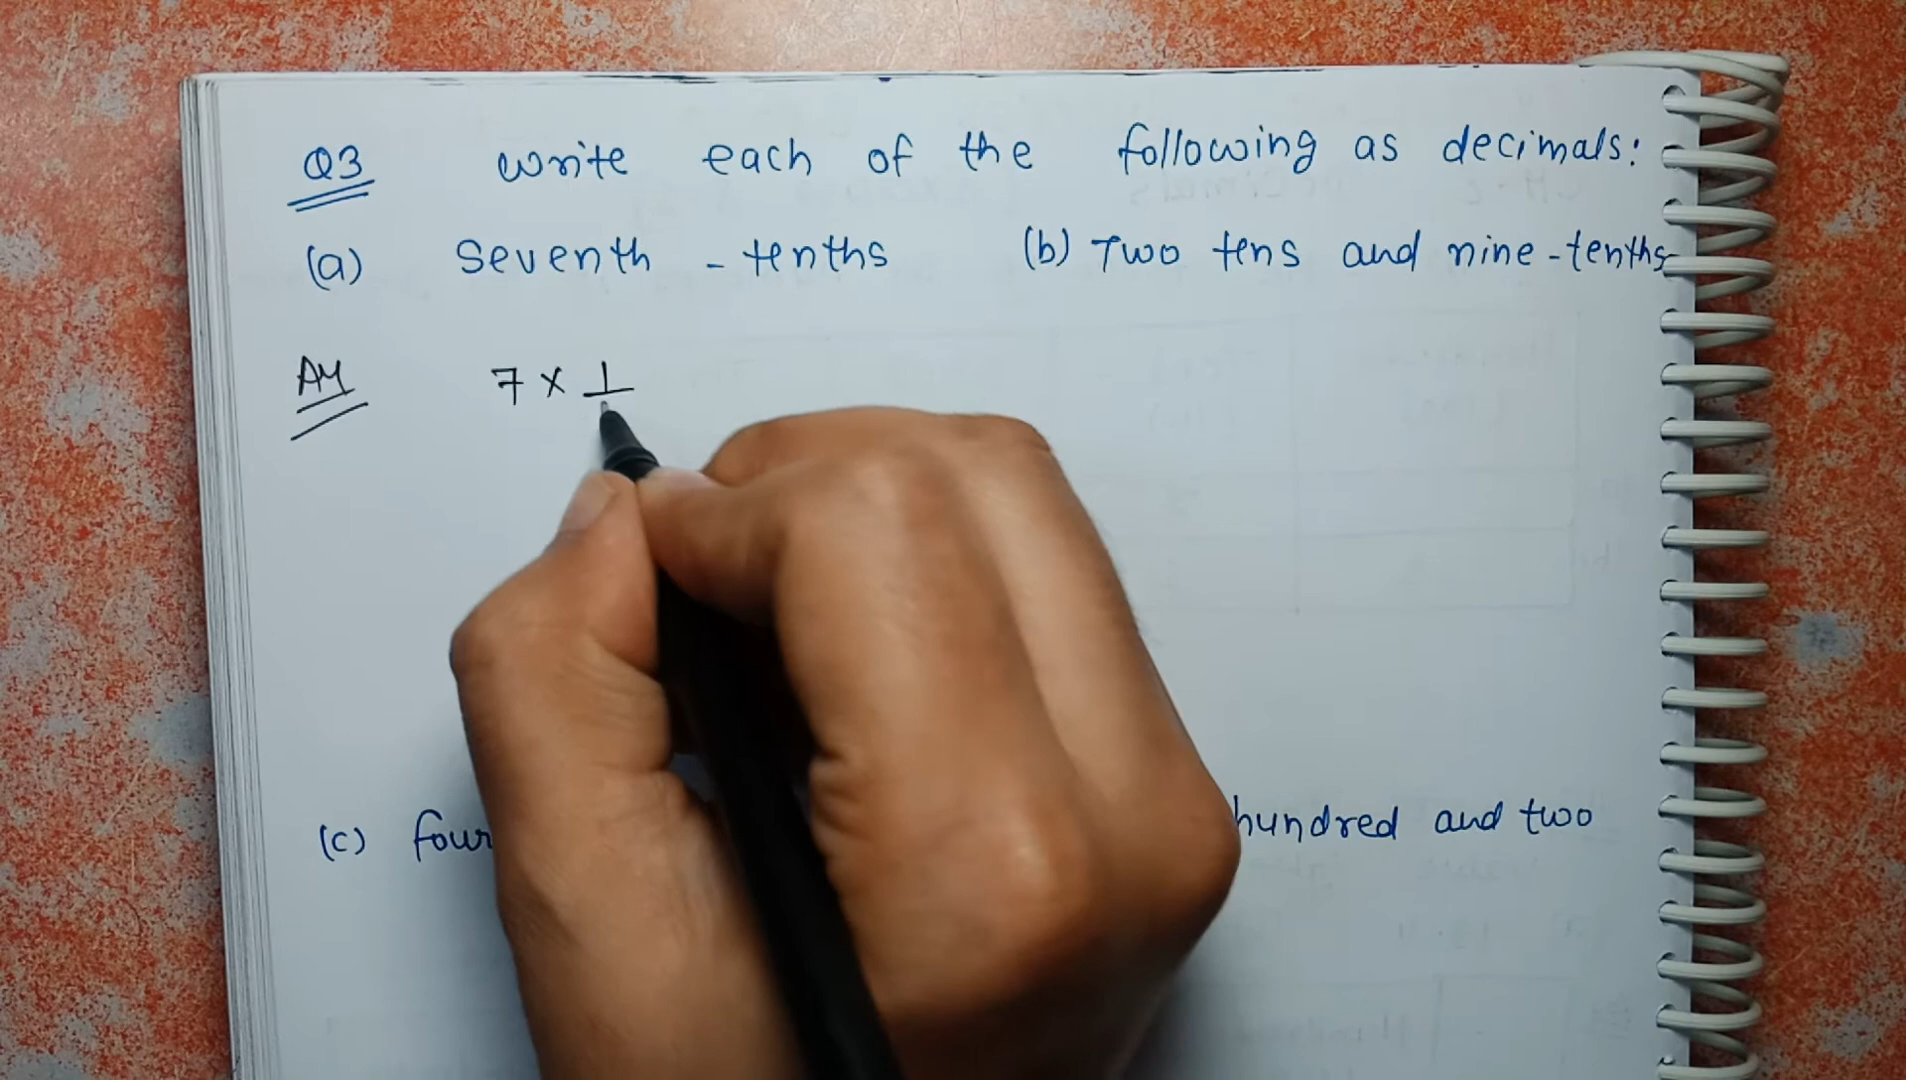 Q3 write each of the following as decimals:
(a) Seventh - tenths (b) Two tens and nine-tenths
7 × 1
(c) four hundred and two